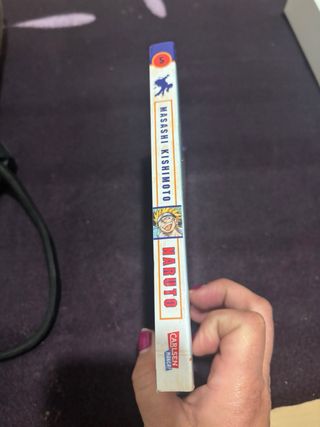 5
MASASHI KISHIMOTO
NARUTO
CARLSEN
MANGA!